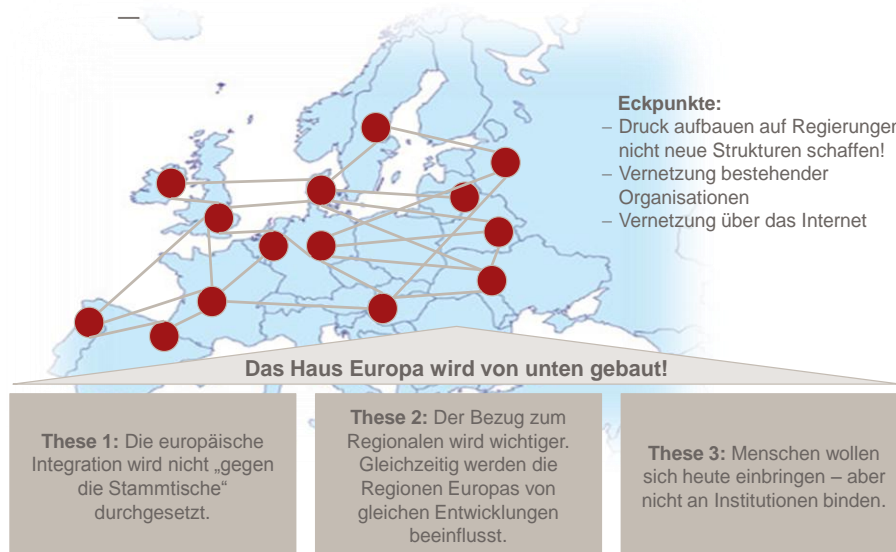 Eckpunkte:
– Druck aufbauen auf Regierungen
nicht neue Strukturen schaffen!
– Vernetzung bestehender
Organisationen
– Vernetzung über das Internet
Das Haus Europa wird von unten gebaut!
These 1: Die europäische
Integration wird nicht „gegen
die Stammtische“
durchgesetzt.
These 2: Der Bezug zum
Regionalen wird wichtiger.
Gleichzeitig werden die
Regionen Europas von
gleichen Entwicklungen
beeinflusst.
These 3: Menschen wollen
sich heute einbringen – aber
nicht an Institutionen binden.